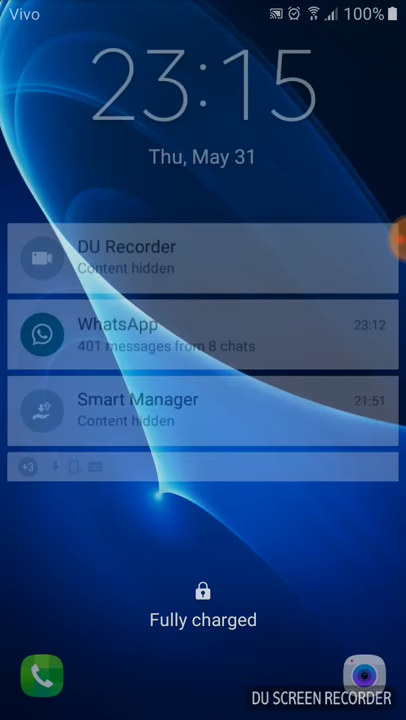 Vivo 100%
23:15
Thu, May 31
DU Recorder
Content hidden
WhatsApp 23:12
401 messages from 8 chats
Smart Manager 21:51
Content hidden
+3
Fully charged
DU SCREEN RECORDER